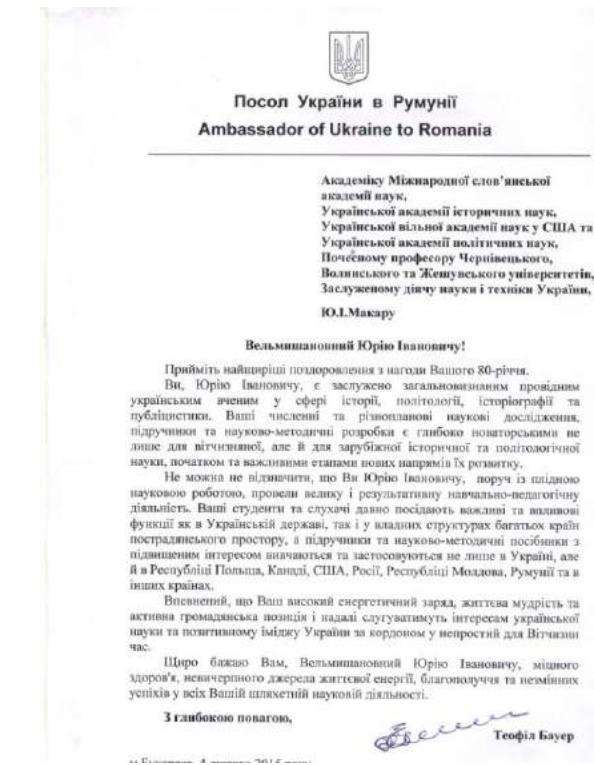 Посол України в Румунії
Ambassador of Ukraine to Romania
Академіку Міжнародної слов’янської
академії наук,
Української академії історичних наук,
Української вільної академії наук у США та
Української академії політичних наук,
Почесному професору Чернівецького,
Волинського та Жешувського університетів,
Заслуженому діячу науки і техніки України,
Ю.І.Макару
Вельмишановний Юрію Івановичу!
Прийміть найщиріші поздоровлення з нагоди Вашого 80-річчя.
Ви, Юрію Івановичу, є заслужено загальновизнаним провідним
українським вченим у сфері історії, політології, історіографії та
публіцистики. Ваші численні та різнопланові наукові дослідження,
підручники та науково-методичні розробки є глибоко новаторськими не
лише для вітчизняної, але й для зарубіжної історичної та політологічної
науки, початком та важливими етапами нових напрямів їх розвитку.
Не можна не відзначити, що Ви Юрію Івановичу, поруч із плідною
науковою роботою, провели велику і результативну навчально-педагогічну
діяльність. Ваші студенти та слухачі давно посідають важливі та впливові
функції як в Українській державі, так і у владних структурах багатьох країн
пострадянського простору, а підручники та науково-методичні посібники з
підвищеним інтересом вивчаються та застосовуються не лише в Україні, але
й в Республіці Польща, Канаді, США, Росії, Республіці Молдова, Румунії та в
інших країнах.
Впевнений, що Ваш високий енергетичний заряд, життєва мудрість та
активна громадянська позиція і надалі слугуватимуть інтересам української
науки та позитивному іміджу України за кордоном у непростий для Вітчизни
час.
Щиро бажаю Вам, Вельмишановний Юрію Івановичу, міцного
здоров'я, невичерпного джерела життєвої енергії, благополуччя та незмінних
успіхів у всіх Вашій шляхетній науковій діяльності.
З глибокою повагою,
Теофіл Бауер